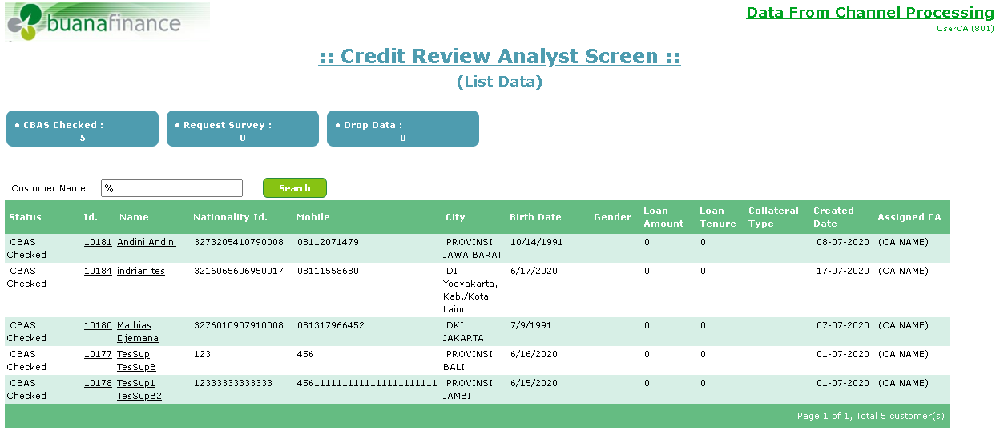 buanafinance
Data From Channel Processing
UserCA (801)
:: Credit Review Analyst Screen ::
(List Data)
• CBAS Checked :
5
• Request Survey :
0
• Drop Data :
0
Customer Name % Search
Status Id. Name Nationality Id. Mobile City Birth Date Gender Loan Amount Loan Tenure Collateral Type Created Date Assigned CA
CBAS Checked 10181 Andini Andini 3273205410790008 08112071479 PROVINSI JAWA BARAT 10/14/1991 0 0 08-07-2020 (CA NAME)
CBAS Checked 10184 indrian tes 3216065606950017 08111558680 DI Yogyakarta, Kab./Kota Lainn 6/17/2020 0 0 17-07-2020 (CA NAME)
CBAS Checked 10180 Mathias Djemana 3276010907910008 081317966452 DKI JAKARTA 7/9/1991 0 0 07-07-2020 (CA NAME)
CBAS Checked 10177 TesSup TesSupB 123 456 PROVINSI BALI 6/16/2020 0 0 01-07-2020 (CA NAME)
CBAS Checked 10178 TesSup1 TesSupB2 12333333333333 PROVINSI JAMBI 6/15/2020 0 0 01-07-2020 (CA NAME)
Page 1 of 1, Total 5 customer(s)